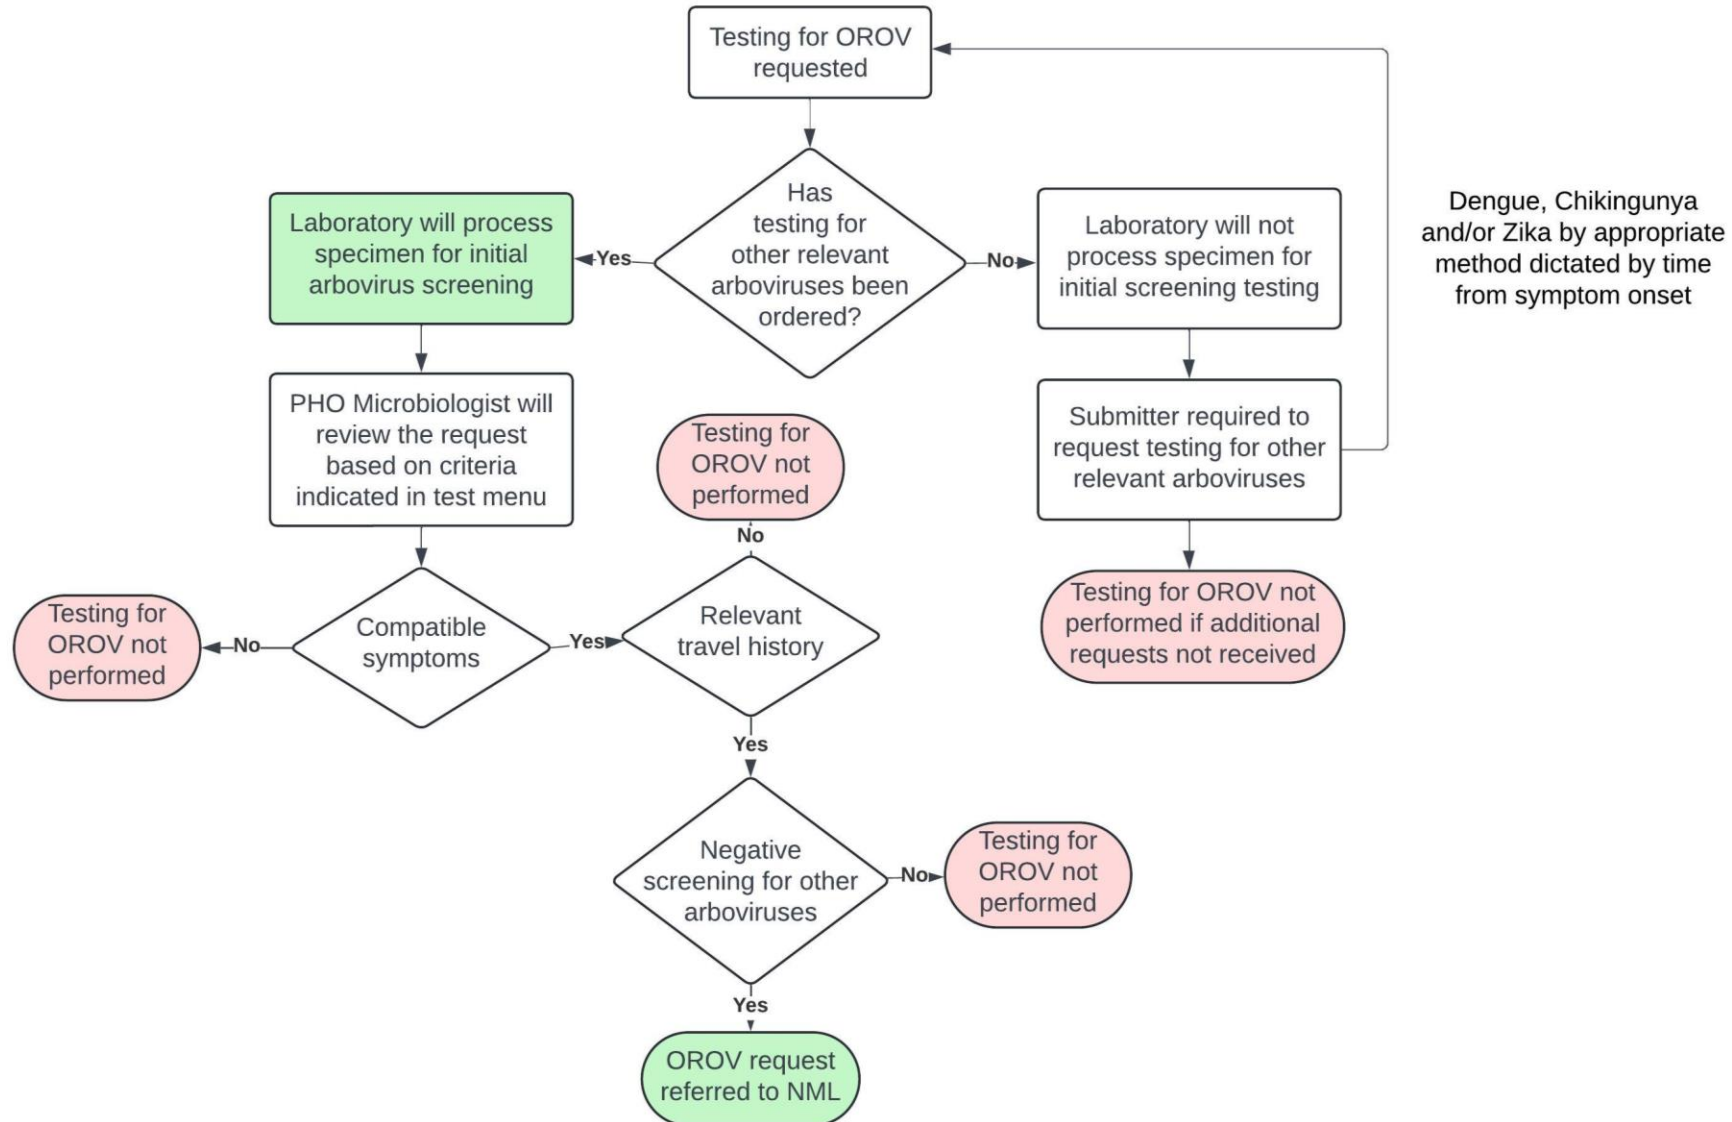 Testing for OROV
requested
Has
testing for
other relevant
arboviruses been
ordered?
Yes
No
Laboratory will process
specimen for initial
arbovirus screening
Laboratory will not
process specimen for
initial screening testing
Dengue, Chikingunya
and/or Zika by appropriate
method dictated by time
from symptom onset
PHO Microbiologist will
review the request
based on criteria
indicated in test menu
Submitter required to
request testing for other
relevant arboviruses
Testing for OROV not
performed if additional
requests not received
Compatible
symptoms
No
Testing for
OROV not
performed
Yes
Relevant
travel history
No
Testing for
OROV not
performed
Yes
Negative
screening for other
arboviruses
No
Testing for
OROV not
performed
Yes
OROV request
referred to NML